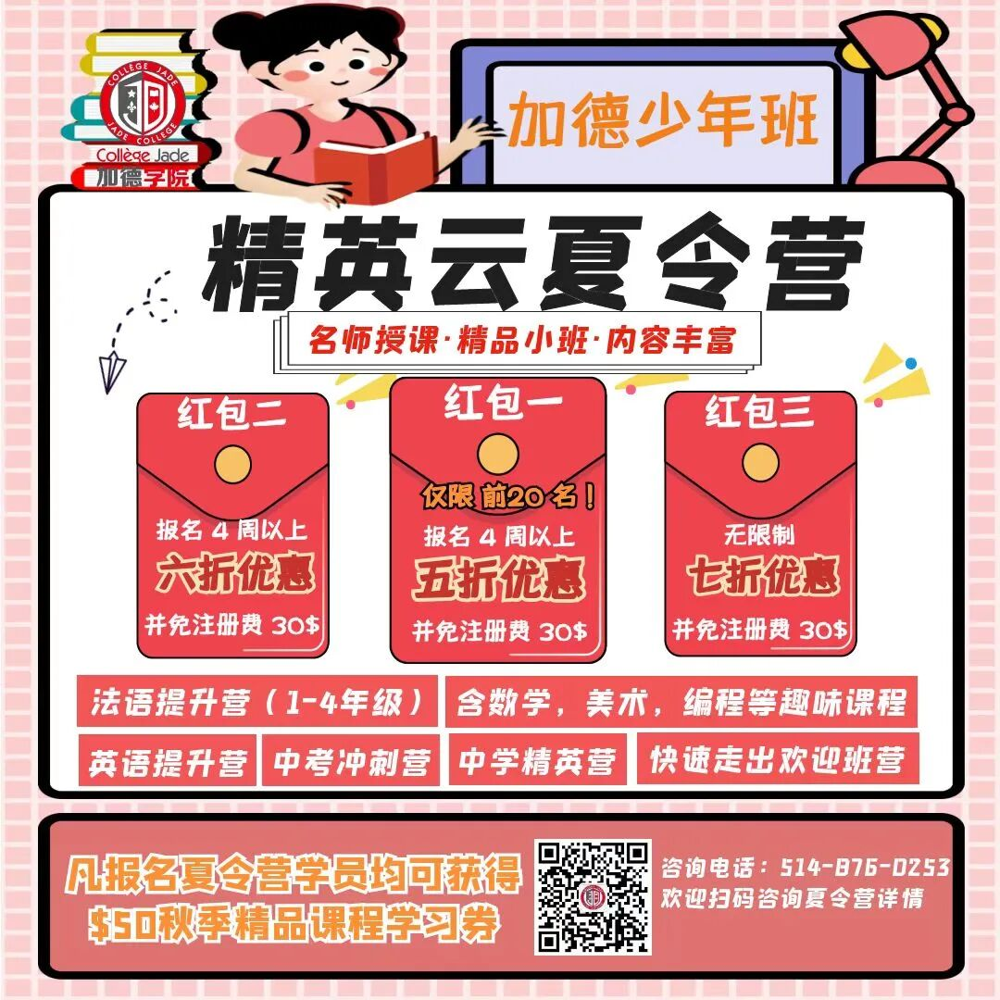 COLLÈGE JADE
JADE COLLEGE
Collège Jade
加德学院
加德少年班
精英云夏令营
名师授课·精品小班·内容丰富
红包二
报名 4 周以上
六折优惠
并免注册费 30$
红包一
仅限 前20 名！
报名 4 周以上
五折优惠
并免注册费 30$
红包三
无限制
七折优惠
并免注册费 30$
法语提升营（1-4年级）
含数学，美术，编程等趣味课程
英语提升营
中考冲刺营
中学精英营
快速走出欢迎班营
凡报名夏令营学员均可获得
$50秋季精品课程学习券
咨询电话：514-876-0253
欢迎扫码咨询夏令营详情